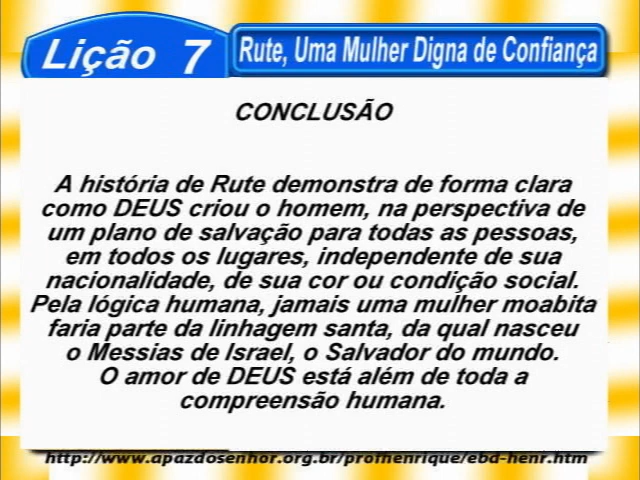 Lição 7
Rute, Uma Mulher Digna de Confiança
CONCLUSÃO
A história de Rute demonstra de forma clara
como DEUS criou o homem, na perspectiva de
um plano de salvação para todas as pessoas,
em todos os lugares, independente de sua
nacionalidade, de sua cor ou condição social.
Pela lógica humana, jamais uma mulher moabita
faria parte da linhagem santa, da qual nasceu
o Messias de Israel, o Salvador do mundo.
O amor de DEUS está além de toda a
compreensão humana.
http://www.apazdosenhor.org.br/profhenrique/ebd-henr.htm